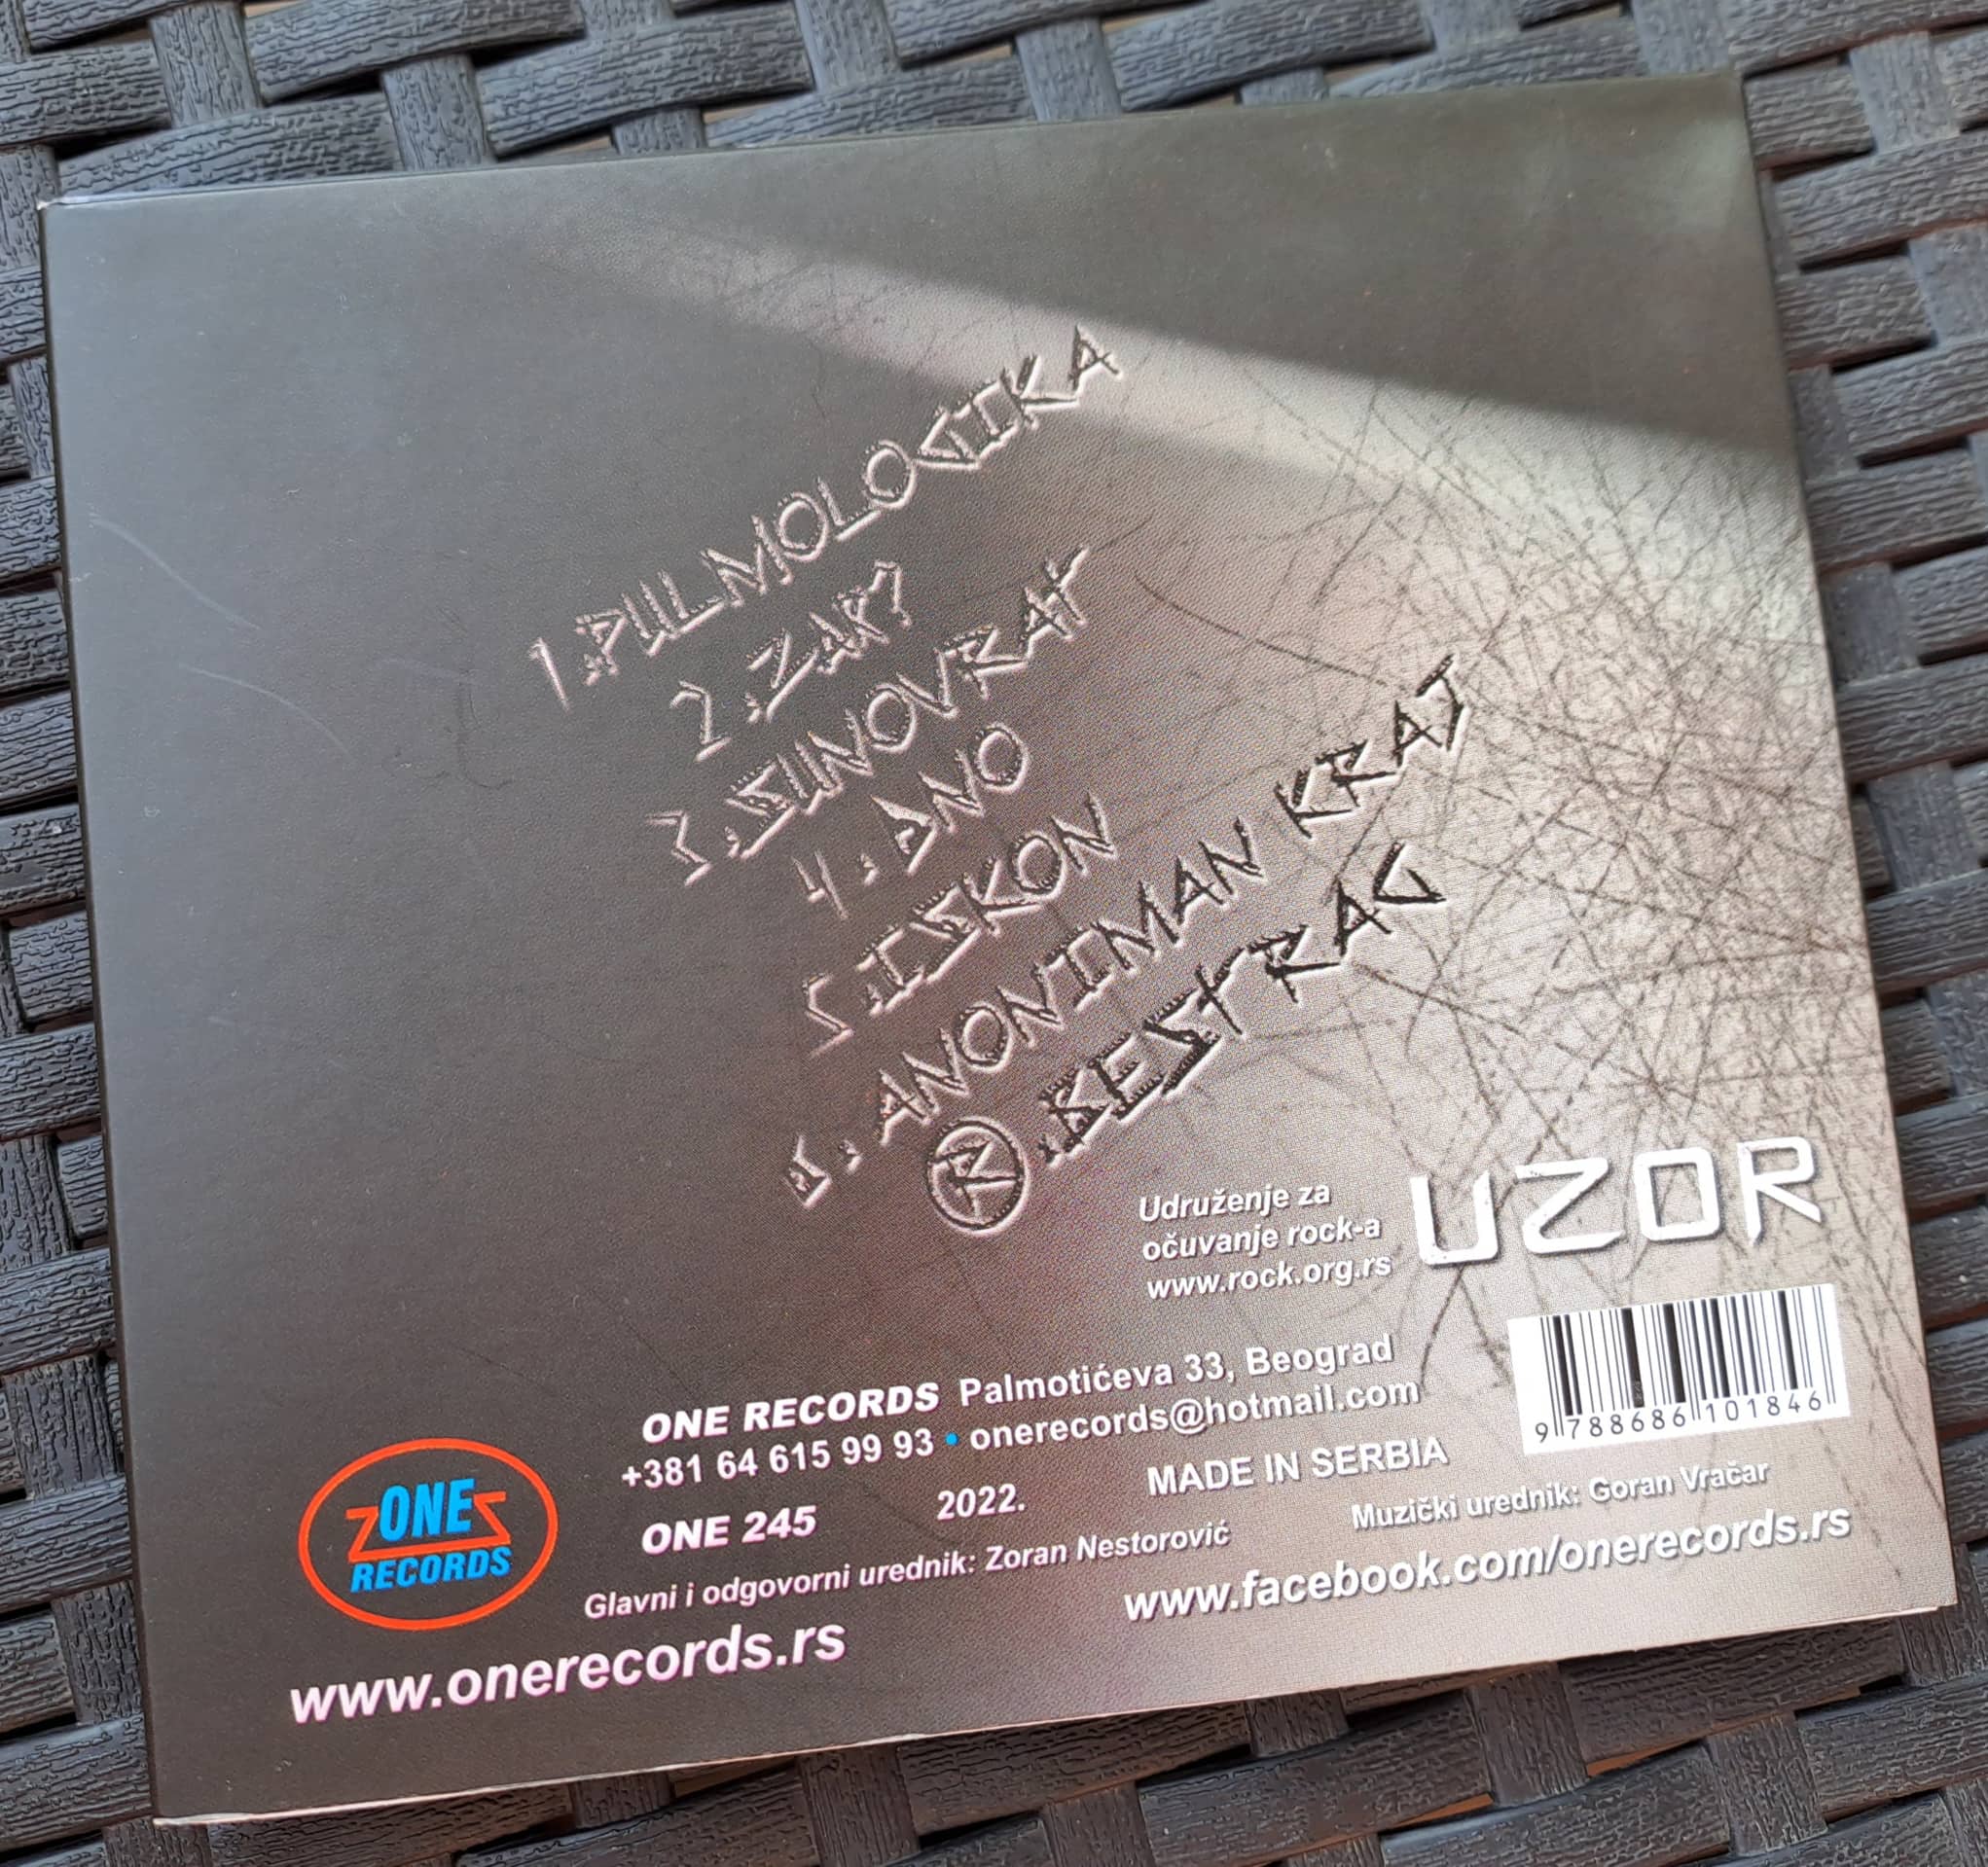 1.
2.ZAR?
3.SUNOVRAT
4.DNO
5.ISKON
6.ANONIMAN KRAJ
.BESTRAG
Udruženje za
očuvanje rock-a
www.rock.org.rs
UZOR
ONE RECORDS Palmotićeva 33, Beograd
+381 64 615 99 93 • onerecords@hotmail.com
9 788686 101846
ONE 245 2022. MADE IN SERBIA
Glavni i odgovorni urednik: Zoran Nestorović Muzički urednik: Goran Vračar
ONE
RECORDS
www.onerecords.rs www.facebook.com/onerecords.rs